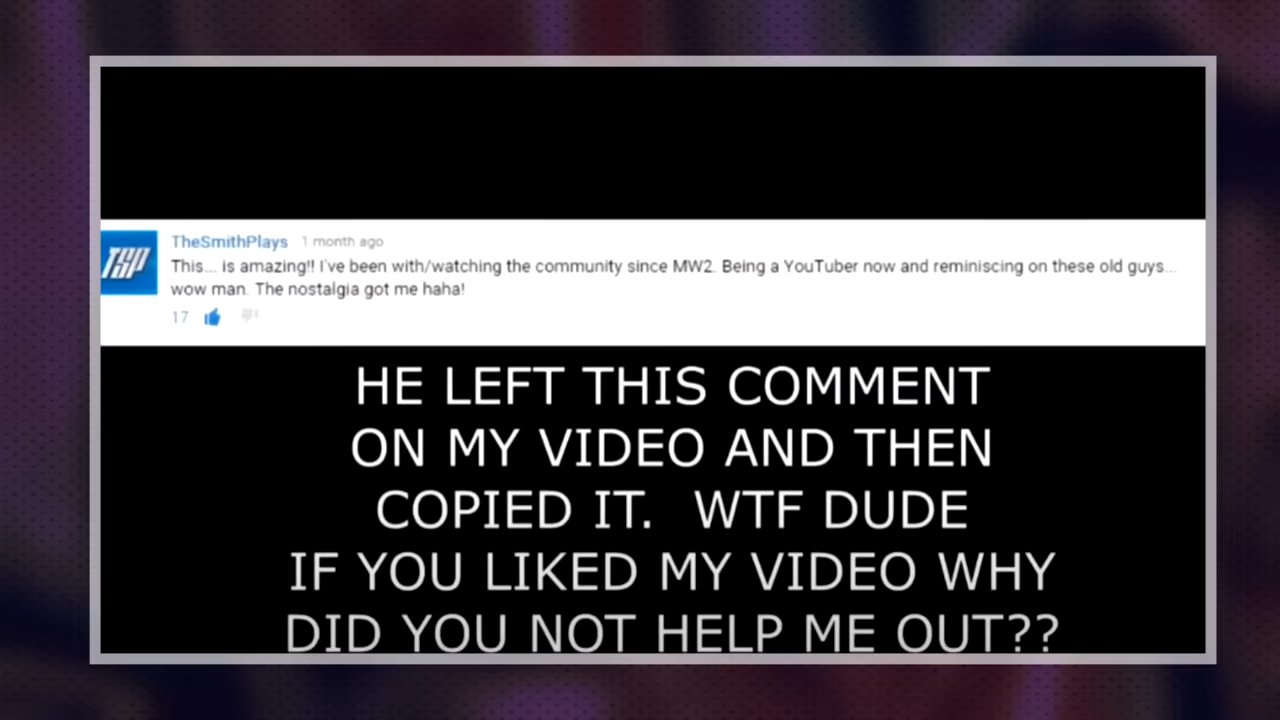 TSP
TheSmithPlays 1 month ago
This... is amazing!! I've been with/watching the community since MW2. Being a YouTuber now and reminiscing on these old guys...
wow man. The nostalgia got me haha!
17
HE LEFT THIS COMMENT
ON MY VIDEO AND THEN
COPIED IT. WTF DUDE
IF YOU LIKED MY VIDEO WHY
DID YOU NOT HELP ME OUT??